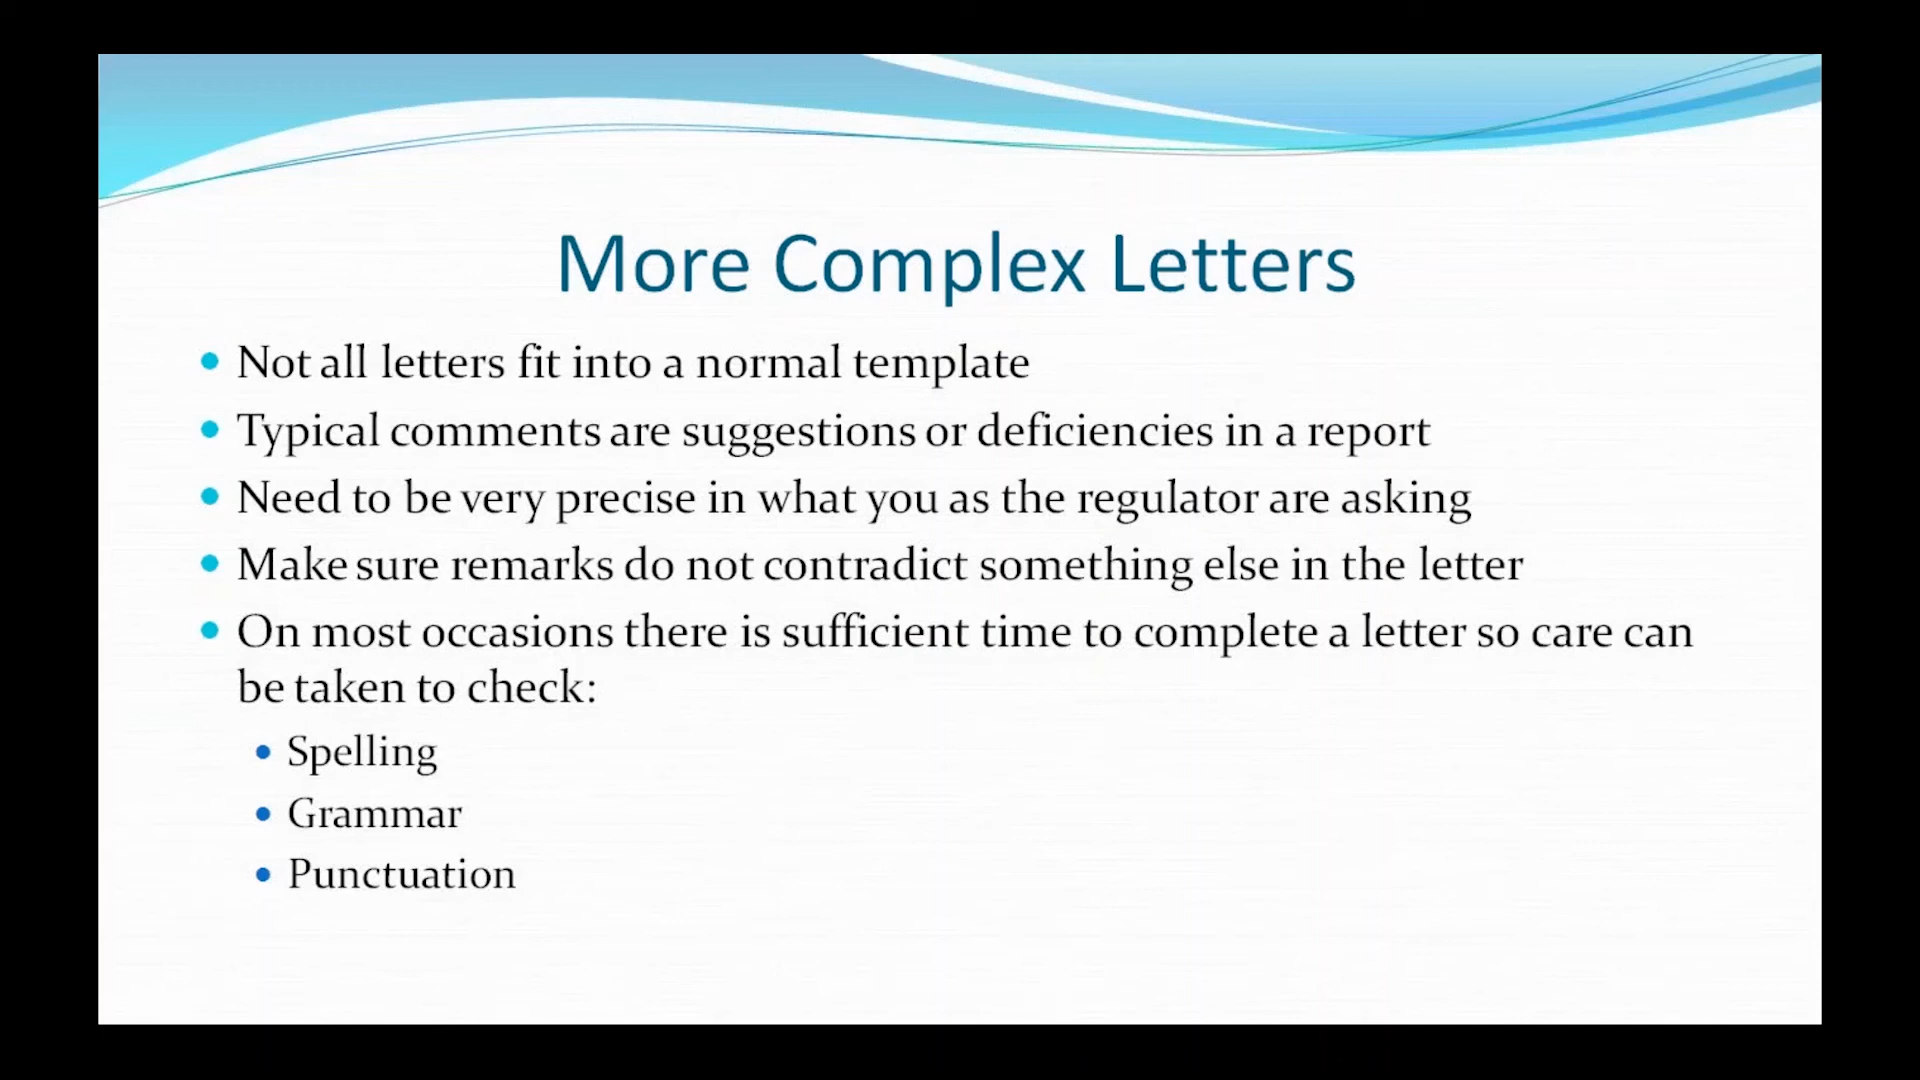 More Complex Letters
• Not all letters fit into a normal template
• Typical comments are suggestions or deficiencies in a report
• Need to be very precise in what you as the regulator are asking
• Make sure remarks do not contradict something else in the letter
• On most occasions there is sufficient time to complete a letter so care can
be taken to check:
• Spelling
• Grammar
• Punctuation